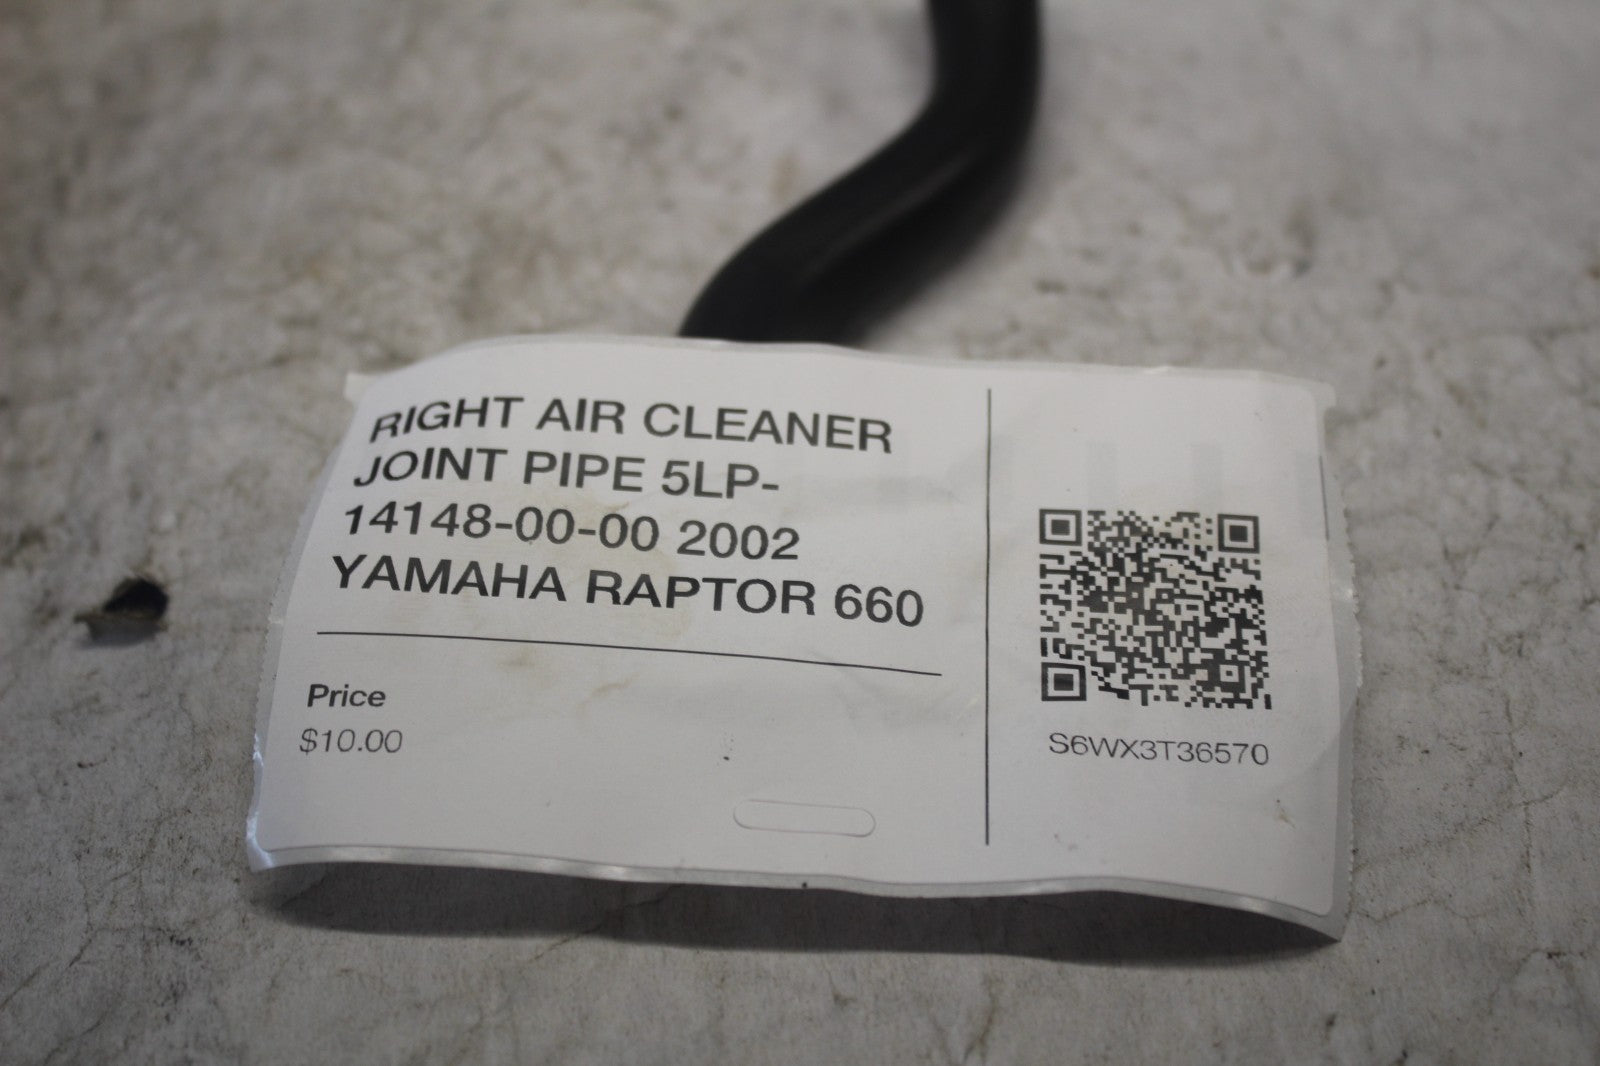 RIGHT AIR CLEANER
JOINT PIPE 5LP-
14148-00-00 2002
YAMAHA RAPTOR 660
Price
$10.00
S6WX3T36570